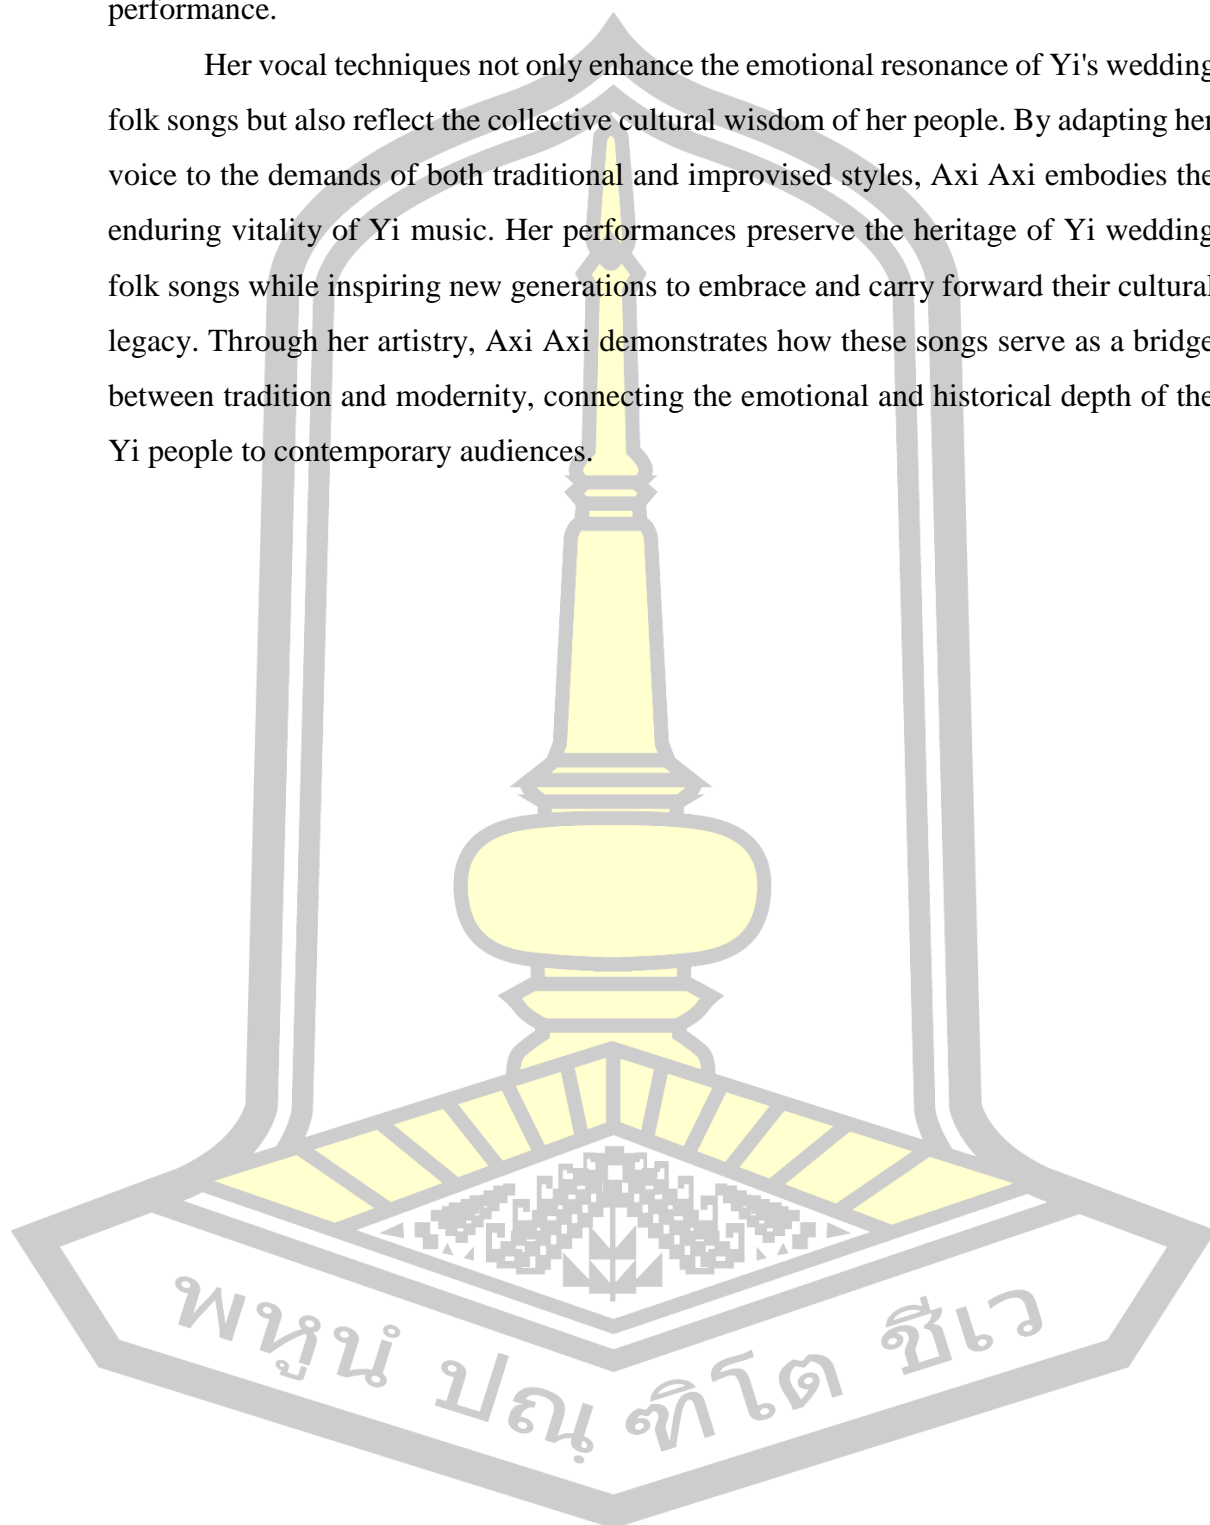 performance.
Her vocal techniques not only enhance the emotional resonance of Yi's wedding
folk songs but also reflect the collective cultural wisdom of her people. By adapting her
voice to the demands of both traditional and improvised styles, Axi Axi embodies the
enduring vitality of Yi music. Her performances preserve the heritage of Yi wedding
folk songs while inspiring new generations to embrace and carry forward their cultural
legacy. Through her artistry, Axi Axi demonstrates how these songs serve as a bridge
between tradition and modernity, connecting the emotional and historical depth of the
Yi people to contemporary audiences.
พหูนํ ปณฺฑิโต ชีเว